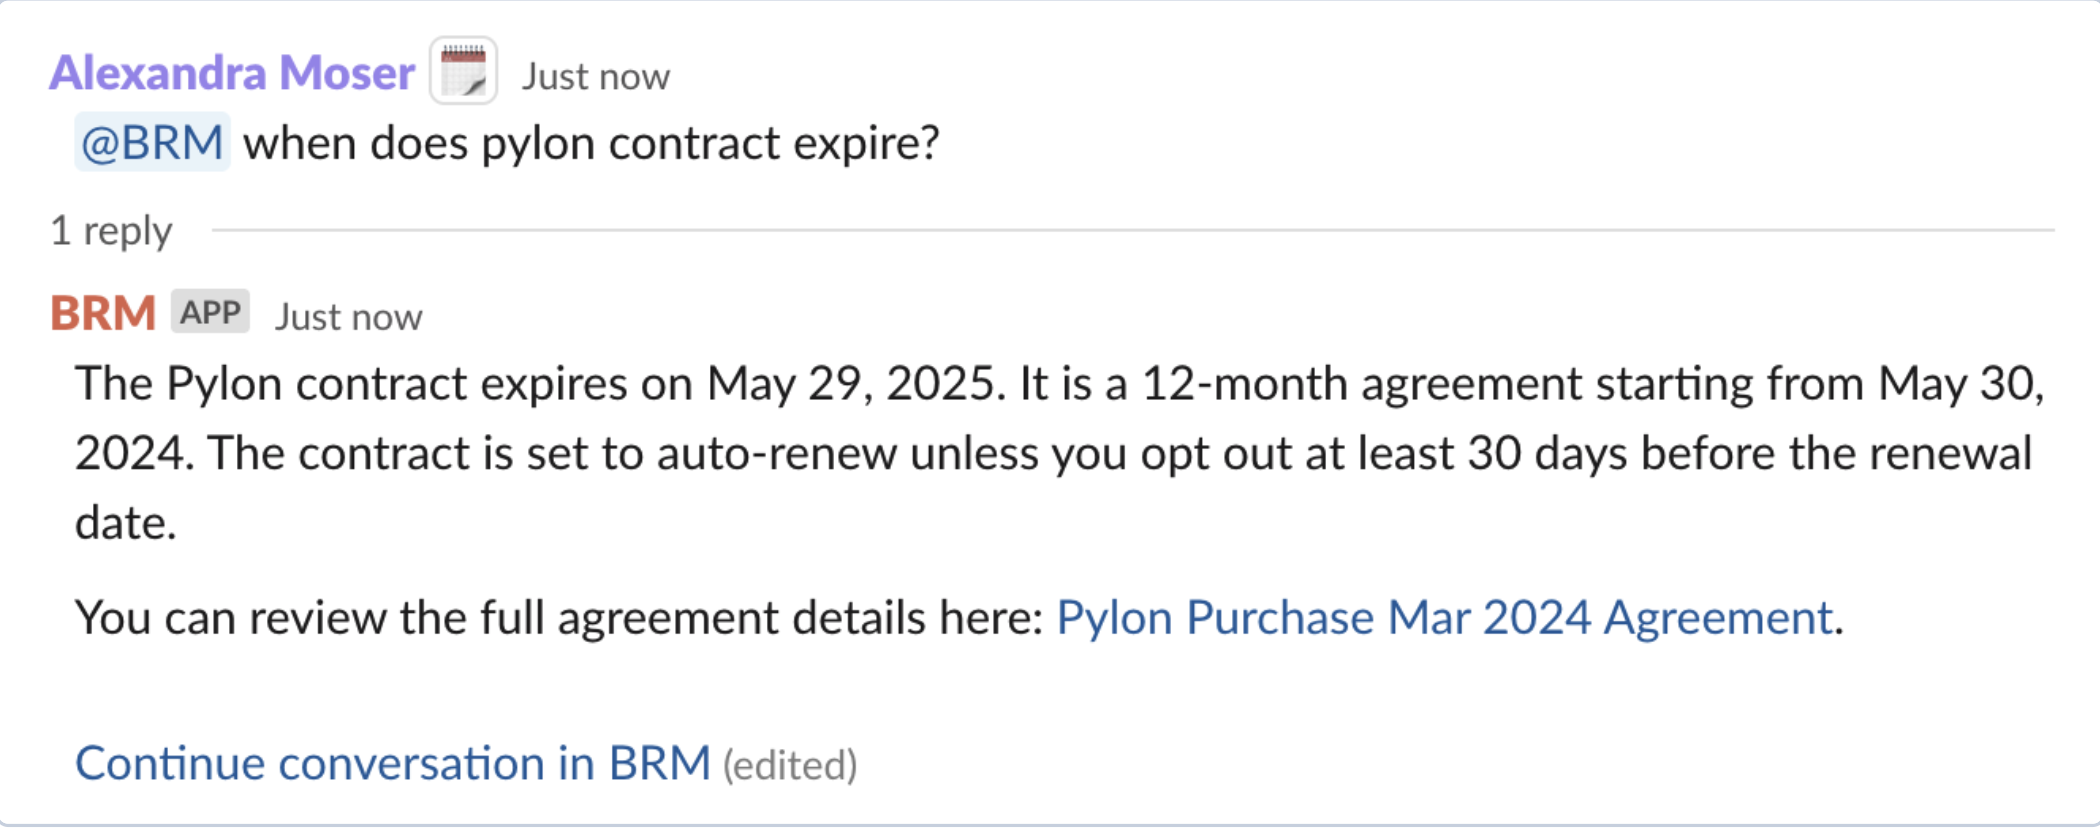 Alexandra Moser Just now
@BRM when does pylon contract expire?
1 reply
BRM APP Just now
The Pylon contract expires on May 29, 2025. It is a 12-month agreement starting from May 30,
2024. The contract is set to auto-renew unless you opt out at least 30 days before the renewal
date.
You can review the full agreement details here: Pylon Purchase Mar 2024 Agreement.
Continue conversation in BRM (edited)